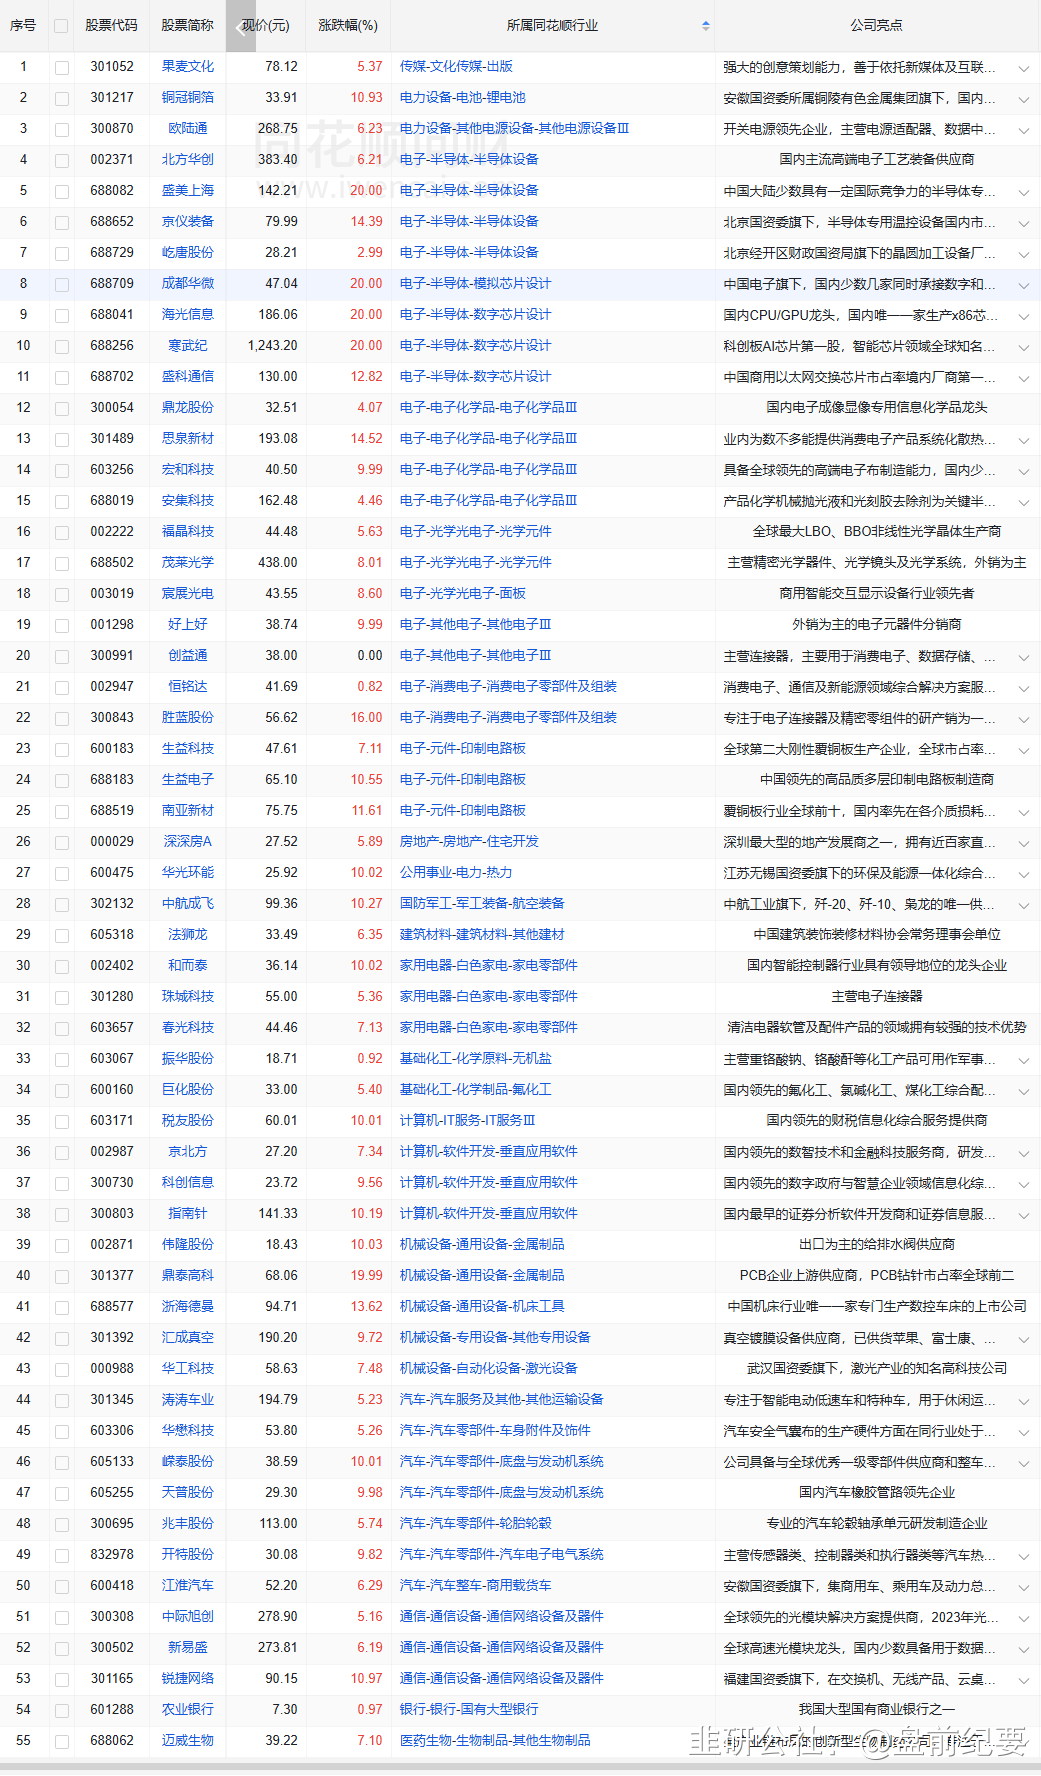 序号 股票代码 股票简称 现价(元) 涨跌幅(%) 所属同花顺行业 公司亮点
1 301052 果麦文化 78.12 5.37 传媒-文化传媒-出版 强大的创意策划能力，善于依托新媒体及互联...
2 301217 铜冠铜箔 33.91 10.93 电力设备-电池-锂电池 安徽国资委所属铜陵有色金属集团旗下，国内...
3 300870 欧陆通 268.75 6.23 电力设备-其他电源设备-其他电源设备Ⅲ 开关电源领先企业，主营电源适配器、数据中...
4 002371 北方华创 383.40 6.21 电子-半导体-半导体设备 国内主流高端电子工艺装备供应商
5 688082 盛美上海 142.21 20.00 电子-半导体-半导体设备 中国大陆少数具有一定国际竞争力的半导体专...
6 688652 京仪装备 79.99 14.39 电子-半导体-半导体设备 北京国资委旗下，半导体专用温控设备国内市...
7 688729 屹唐股份 28.21 2.99 电子-半导体-半导体设备 北京经开区财政国资局旗下的晶圆加工设备厂...
8 688709 成都华微 47.04 20.00 电子-半导体-模拟芯片设计 中国电子旗下，国内少数几家同时承接数字和...
9 688041 海光信息 186.06 20.00 电子-半导体-数字芯片设计 国内CPU/GPU龙头，国内唯一一家生产x86芯...
10 688256 寒武纪 1,243.20 20.00 电子-半导体-数字芯片设计 科创板AI芯片第一股，智能芯片领域全球知名...
11 688702 盛科通信 130.00 12.82 电子-半导体-数字芯片设计 中国商用以太网交换芯片市占率境内厂商第一...
12 300054 鼎龙股份 32.51 4.07 电子-电子化学品-电子化学品Ⅲ 国内电子成像显像专用信息化学品龙头
13 301489 思泉新材 193.08 14.52 电子-电子化学品-电子化学品Ⅲ 业内为数不多能提供消费电子产品系统化散热...
14 603256 宏和科技 40.50 9.99 电子-电子化学品-电子化学品Ⅲ 具备全球领先的高端电子布制造能力，国内少...
15 688019 安集科技 162.48 4.46 电子-电子化学品-电子化学品Ⅲ 产品化学机械抛光液和光刻胶去除剂为关键半...
16 002222 福晶科技 44.48 5.63 电子-光学光电子-光学元件 全球最大LBO、BBO非线性光学晶体生产商
17 688502 茂莱光学 438.00 8.01 电子-光学光电子-光学元件 主营精密光学器件、光学镜头及光学系统，外销为主
18 003019 宸展光电 43.55 8.60 电子-光学光电子-面板 商用智能交互显示设备行业领先者
19 001298 好上好 38.74 9.99 电子-其他电子-其他电子Ⅲ 外销为主的电子元器件分销商
20 300991 创益通 38.00 0.00 电子-其他电子-其他电子Ⅲ 主营连接器，主要用于消费电子、数据存储、...
21 002947 恒铭达 41.69 0.82 电子-消费电子-消费电子零部件及组装 消费电子、通信及新能源领域综合解决方案服...
22 300843 胜蓝股份 56.62 16.00 电子-消费电子-消费电子零部件及组装 专注于电子连接器及精密零组件的研产销为一...
23 600183 生益科技 47.61 7.11 电子-元件-印制电路板 全球第二大刚性覆铜板生产企业，全球市占率...
24 688183 生益电子 65.10 10.55 电子-元件-印制电路板 中国领先的高品质多层印制电路板制造商
25 688519 南亚新材 75.75 11.61 电子-元件-印制电路板 覆铜板行业全球前十，国内率先在各介质损耗...
26 000029 深深房A 27.52 5.89 房地产-房地产-住宅开发 深圳最大型的地产发展商之一，拥有近百家直...
27 600475 华光环能 25.92 10.02 公用事业-电力-热力 江苏无锡国资委旗下的环保及能源一体化综合...
28 302132 中航成飞 99.36 10.27 国防军工-军工装备-航空装备 中航工业旗下，歼-20、歼-10、枭龙的唯一供...
29 605318 法狮龙 33.49 6.35 建筑材料-建筑材料-其他建材 中国建筑装饰装修材料协会常务理事会单位
30 002402 和而泰 36.14 10.02 家用电器-白色家电-家电零部件 国内智能控制器行业具有领导地位的龙头企业
31 301280 珠城科技 55.00 5.36 家用电器-白色家电-家电零部件 主营电子连接器
32 603657 春光科技 44.46 7.13 家用电器-白色家电-家电零部件 清洁电器软管及配件产品的领域拥有较强的技术优势
33 603067 振华股份 18.71 0.92 基础化工-化学原料-无机盐 主营重铬酸钠、铬酸酐等化工产品可用作军事...
34 600160 巨化股份 33.00 5.40 基础化工-化学制品-氟化工 国内领先的氟化工、氯碱化工、煤化工综合配...
35 603171 税友股份 60.01 10.01 计算机-IT服务-IT服务Ⅲ 国内领先的财税信息化综合服务提供商
36 002987 京北方 27.20 7.34 计算机-软件开发-垂直应用软件 国内领先的数智技术和金融科技服务商，研发...
37 300730 科创信息 23.72 9.56 计算机-软件开发-垂直应用软件 国内领先的数字政府与智慧企业领域信息化综...
38 300803 指南针 141.33 10.19 计算机-软件开发-垂直应用软件 国内最早的证券分析软件开发商和证券信息服...
39 002871 伟隆股份 18.43 10.03 机械设备-通用设备-金属制品 出口为主的给排水阀供应商
40 301377 鼎泰高科 68.06 19.99 机械设备-通用设备-金属制品 PCB企业上游供应商，PCB钻针市占率全球前二
41 688577 浙海德曼 94.71 13.62 机械设备-通用设备-机床工具 中国机床行业唯一一家专门生产数控车床的上市公司
42 301392 汇成真空 190.20 9.72 机械设备-专用设备-其他专用设备 真空镀膜设备供应商，已供货苹果、富士康、...
43 000988 华工科技 58.63 7.48 机械设备-自动化设备-激光设备 武汉国资委旗下，激光产业的知名高科技公司
44 301345 涛涛车业 194.79 5.23 汽车-汽车服务及其他-其他运输设备 专注于智能电动低速车和特种车，用于休闲运...
45 603306 华懋科技 53.80 5.26 汽车-汽车零部件-车身附件及饰件 汽车安全气囊布的生产硬件方面在同行业处于...
46 605133 嵘泰股份 38.59 10.01 汽车-汽车零部件-底盘与发动机系统 公司具备与全球优秀一级零部件供应商和整车...
47 605255 天普股份 29.30 9.98 汽车-汽车零部件-底盘与发动机系统 国内汽车橡胶管路领先企业
48 300695 兆丰股份 113.00 5.74 汽车-汽车零部件-轮胎轮毂 专业的汽车轮毂轴承单元研发制造企业
49 832978 开特股份 30.08 9.82 汽车-汽车零部件-汽车电子电气系统 主营传感器类、控制器类和执行器类等汽车热...
50 600418 江淮汽车 52.20 6.29 汽车-汽车整车-商用载货车 安徽国资委旗下，集商用车、乘用车及动力总...
51 300308 中际旭创 278.90 5.16 通信-通信设备-通信网络设备及器件 全球领先的光模块解决方案提供商，2023年光...
52 300502 新易盛 273.81 6.19 通信-通信设备-通信网络设备及器件 全球高速光模块龙头，国内少数具备用于数据...
53 301165 锐捷网络 90.15 10.97 通信-通信设备-通信网络设备及器件 福建国资委旗下，在交换机、无线产品、云桌...
54 601288 农业银行 7.30 0.97 银行-银行-国有大型银行 我国大型国有商业银行之一
55 688062 迈威生物 39.22 7.10 医药生物-生物制品-其他生物制品
韭研公社：@盘前纪要